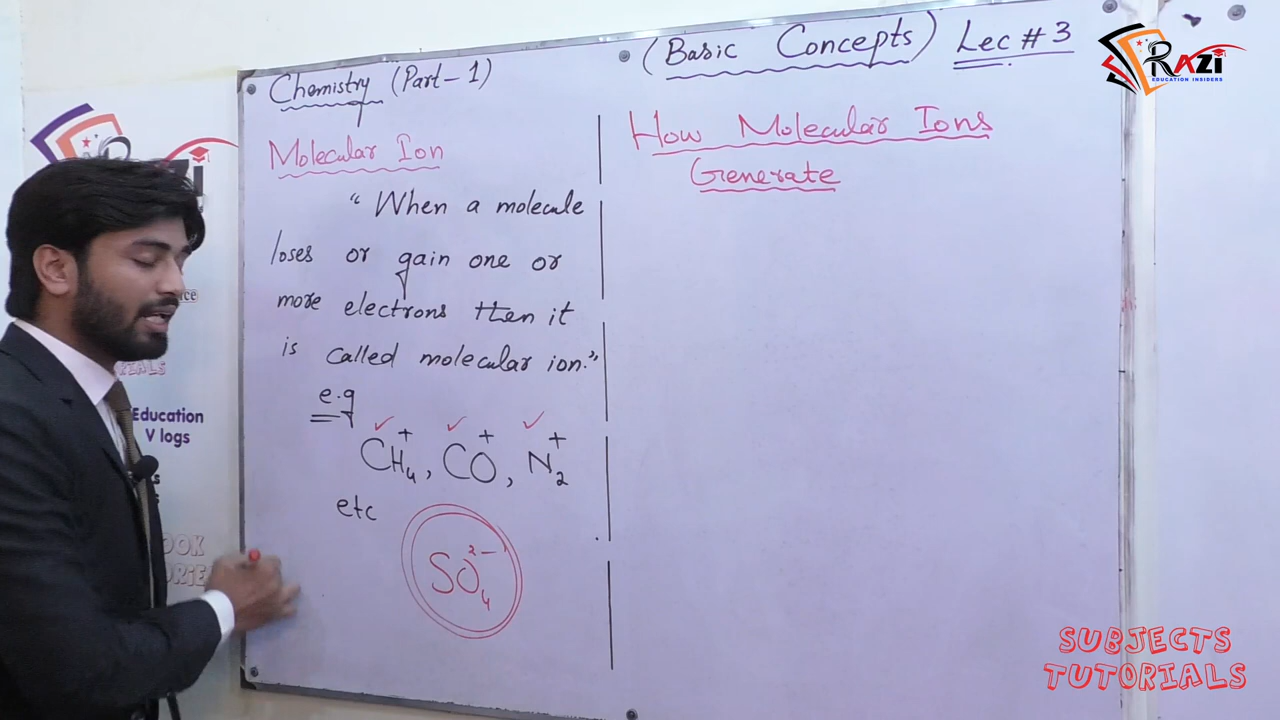 Chemistry (Part-1)
(Basic Concepts) Lec # 3
Molecular Ion
"When a molecule
loses or gain one or
more electrons then it
is called molecular ion."
e.g
CH₄⁺, CO⁺, N₂⁺
etc
SO₄²⁻
How Molecular Ions
Generate
RAZI
EDUCATION INSIDERS
Education
V logs
SUBJECTS
TUTORIALS